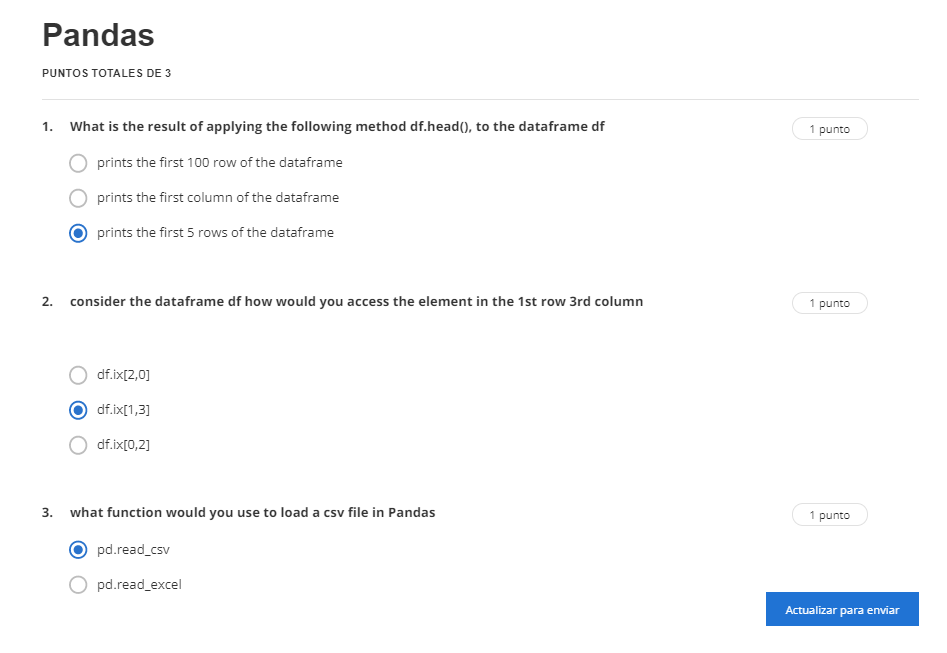 Pandas
PUNTOS TOTALES DE 3
1. What is the result of applying the following method df.head(), to the dataframe df
1 punto
prints the first 100 row of the dataframe
prints the first column of the dataframe
prints the first 5 rows of the dataframe
2. consider the dataframe df how would you access the element in the 1st row 3rd column
1 punto
df.ix[2,0]
df.ix[1,3]
df.ix[0,2]
3. what function would you use to load a csv file in Pandas
1 punto
pd.read_csv
pd.read_excel
Actualizar para enviar